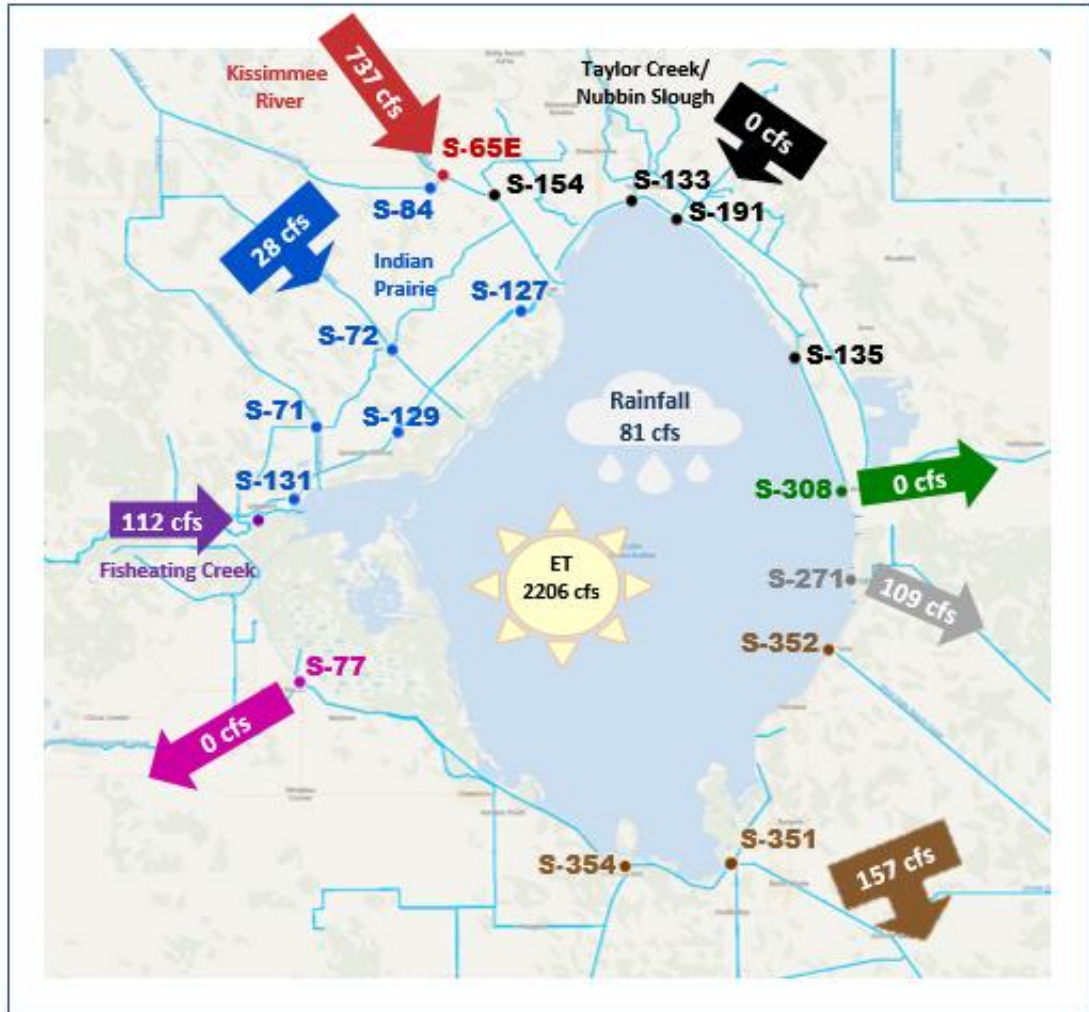 Kissimmee
River
737 cfs
Taylor Creek/
Nubbin Slough
0 cfs
S-65E
S-154
S-133
S-191
S-84
28 cfs
Indian
Prairie
S-127
S-72
S-135
S-71
S-129
Rainfall
81 cfs
S-131
S-308
0 cfs
112 cfs
Fisheating Creek
ET
2206 cfs
S-271
109 cfs
S-352
S-77
0 cfs
S-351
S-354
157 cfs